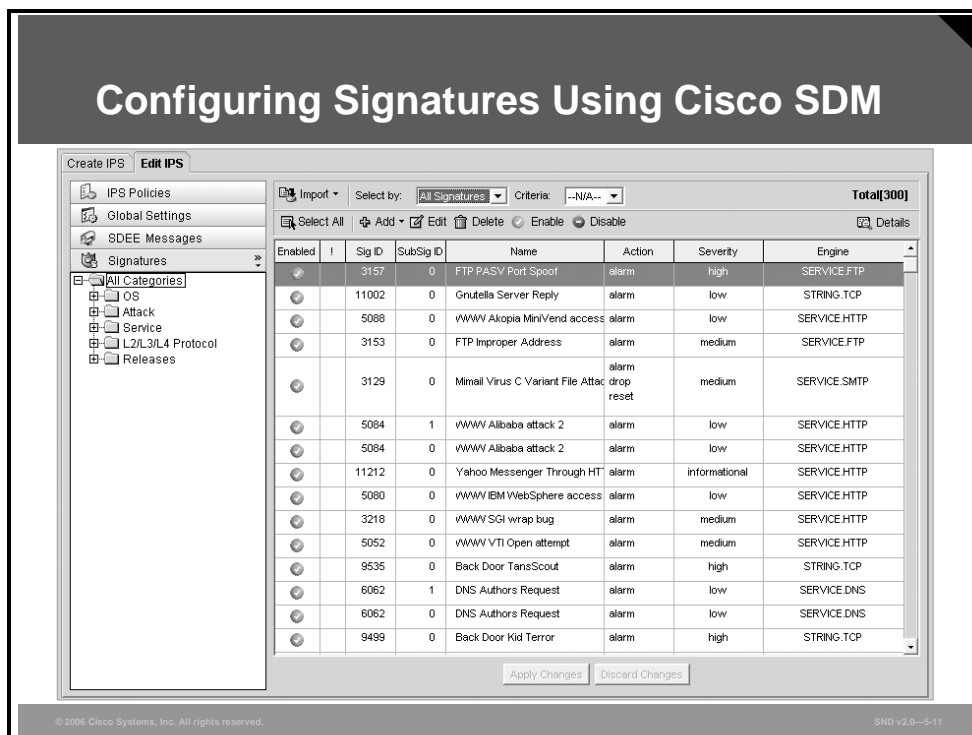 Configuring Signatures Using Cisco SDM
Create IPS Edit IPS
IPS Policies
Global Settings
SDEE Messages
Signatures
All Categories
OS
Attack
Service
L2/L3/L4 Protocol
Releases
Import Select by: All Signatures Criteria: --N/A-- Total[300]
Select All Add Edit Delete Enable Disable Details
Enabled ! Sig ID SubSig ID Name Action Severity Engine
3157 0 FTP PASV Port Spoof alarm high SERVICE.FTP
11002 0 Gnutella Server Reply alarm low STRING.TCP
5088 0 WWW Akopia MiniVend access alarm low SERVICE.HTTP
3153 0 FTP Improper Address alarm medium SERVICE.FTP
3129 0 Mimail Virus C Variant File Attac alarm drop reset medium SERVICE.SMTP
5084 1 WWW Alibaba attack 2 alarm low SERVICE.HTTP
5084 0 WWW Alibaba attack 2 alarm low SERVICE.HTTP
11212 0 Yahoo Messenger Through HT alarm informational SERVICE.HTTP
5080 0 WWW IBM WebSphere access alarm low SERVICE.HTTP
3218 0 WWW SGI wrap bug alarm medium SERVICE.HTTP
5052 0 WWW VTI Open attempt alarm medium SERVICE.HTTP
9535 0 Back Door TansScout alarm high STRING.TCP
6062 1 DNS Authors Request alarm low SERVICE.DNS
6062 0 DNS Authors Request alarm low SERVICE.DNS
9499 0 Back Door Kid Terror alarm high STRING.TCP
Apply Changes Discard Changes
© 2006 Cisco Systems, Inc. All rights reserved. SND v2.0—5-11